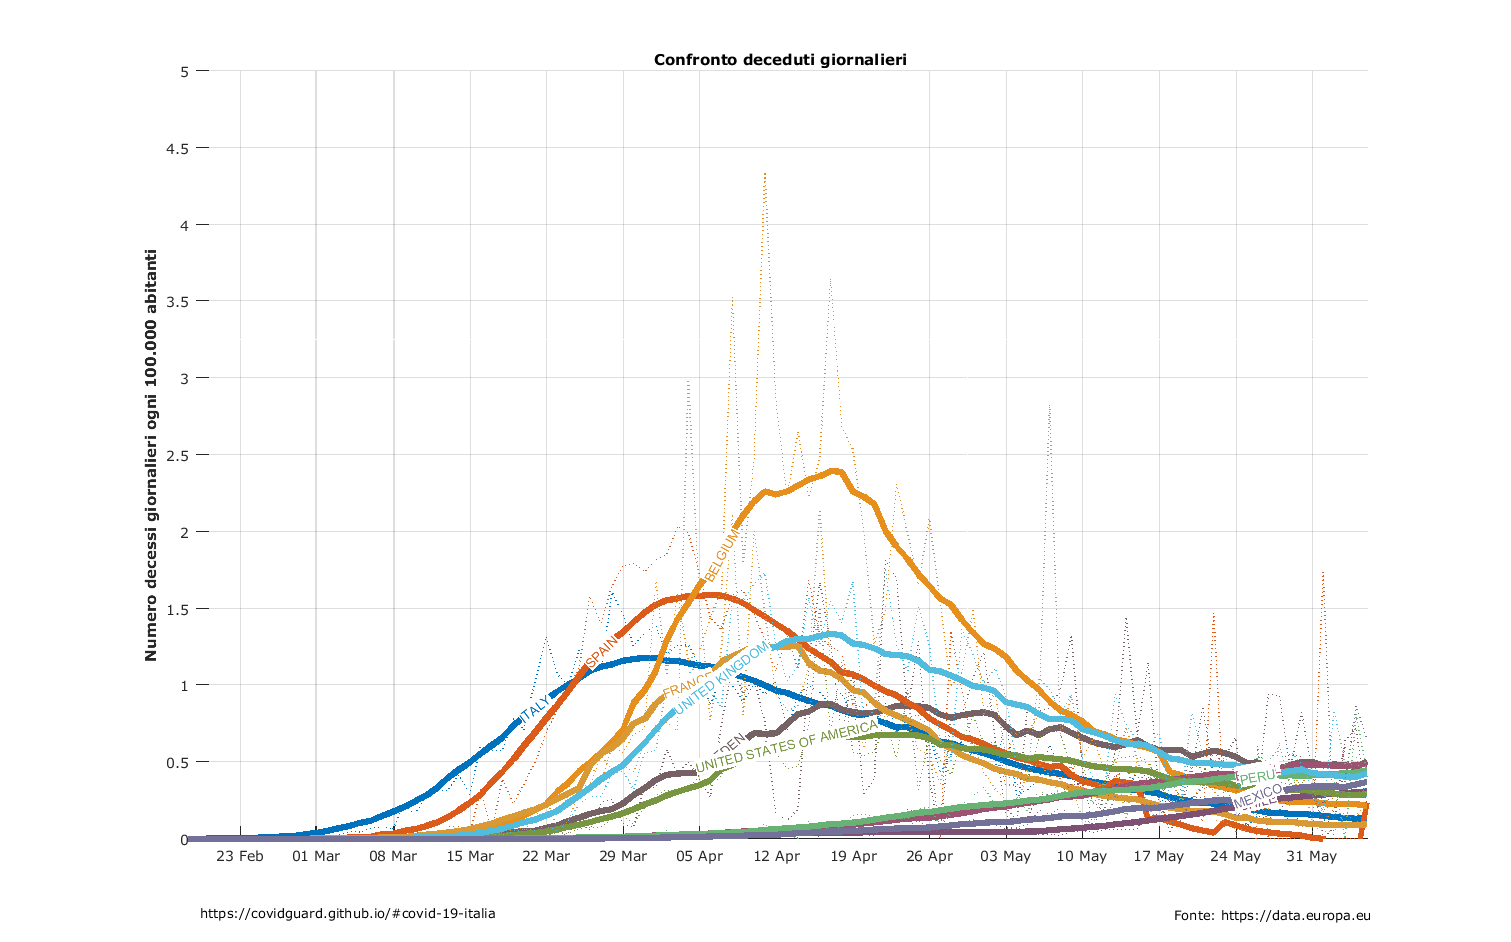 Confronto deceduti giornalieri
Numero decessi giornalieri ogni 100.000 abitanti
5
4.5
4
3.5
3
2.5
2
1.5
1
0.5
0
BELGIUM
SPAIN
ITALY
UNITED KINGDOM
UNITED STATES OF AMERICA
PERU
MEXICO
23 Feb
01 Mar
08 Mar
15 Mar
22 Mar
29 Mar
05 Apr
12 Apr
19 Apr
26 Apr
03 May
10 May
17 May
24 May
31 May
https://covidguard.github.io/#covid-19-italia
Fonte: https://data.europa.eu